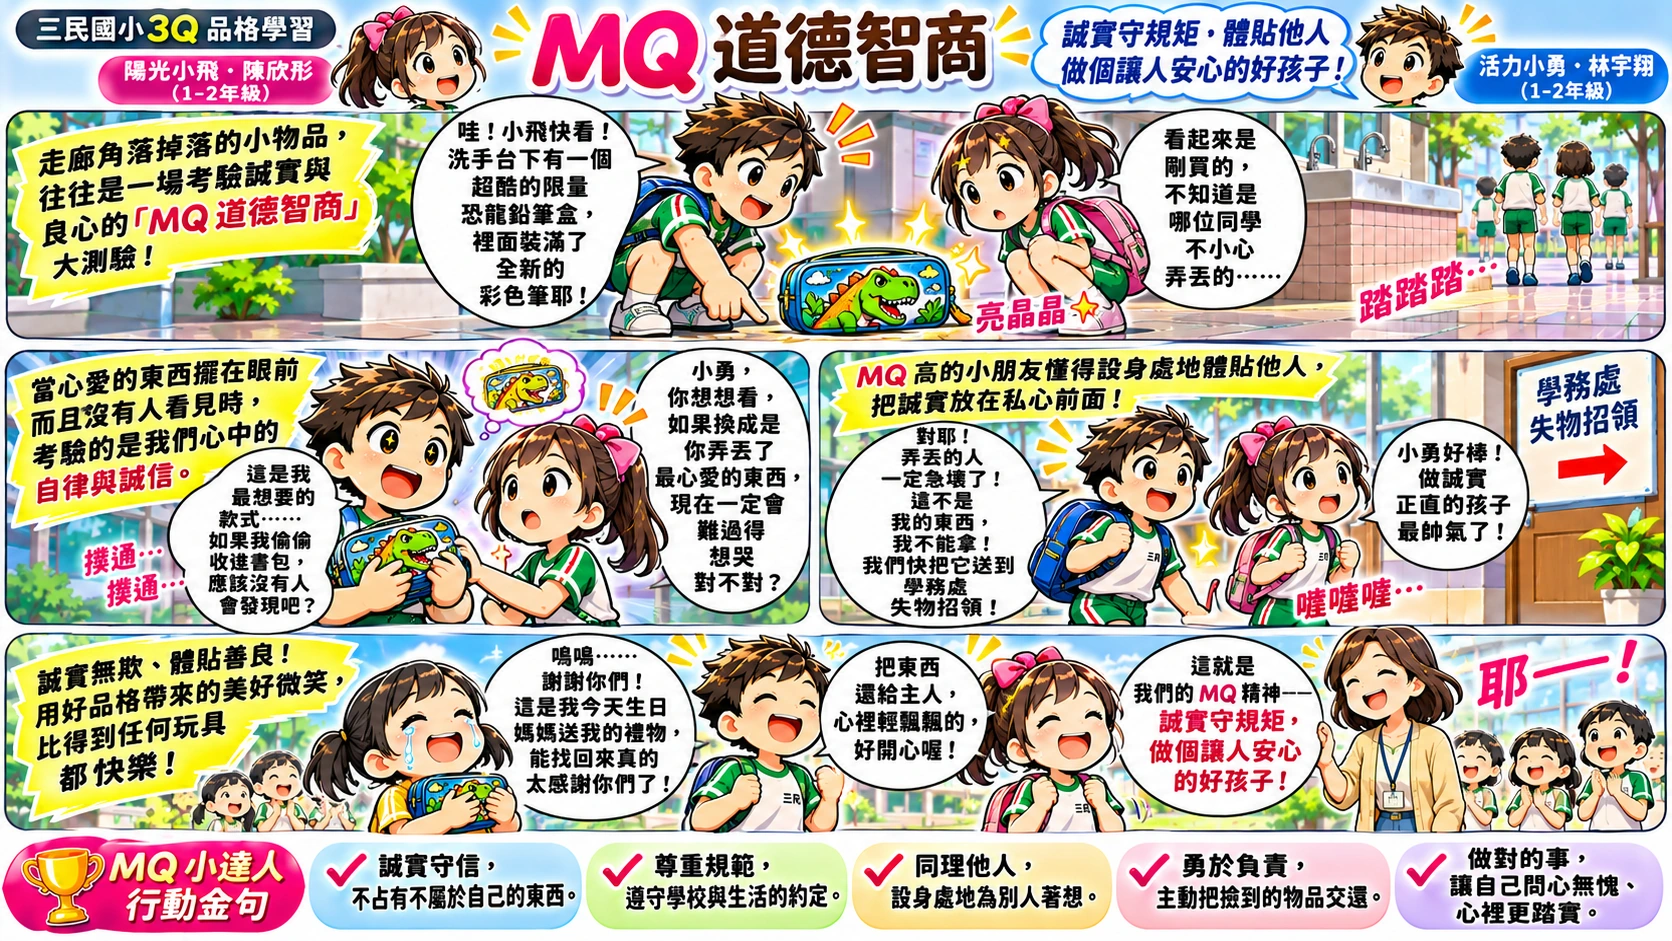 三民國小 3Q 品格學習
陽光小飛・陳欣彤
（1-2年級）
MQ 道德智商
誠實守規矩，體貼他人
做個讓人安心的好孩子！
活力小勇・林宇翔
（1-2年級）
走廊角落掉落的小物品，
往往是一場考驗誠實與
良心的「MQ 道德智商」
大測驗！
哇！小飛快看！
洗手台下有一個
超酷的限量
恐龍鉛筆盒，
裡面裝滿了
全新的
彩色筆耶！
亮晶晶
看起來是
剛買的，
不知道是
哪位同學
不小心
弄丟的……
踏踏踏…
當心愛的東西擺在眼前
而且沒有人看見時，
考驗的是我們心中的
自律與誠信。
這是我
最想要的
款式……
如果我偷偷
收進書包，
應該沒有人
會發現吧？
撲通…
撲通…
小勇，
你想想看，
如果換成是
你弄丟了
最心愛的東西，
現在一定會
難過得
想哭
對不對？
MQ 高的小朋友懂得設身處地體貼他人，
把誠實放在私心前面！
對耶！
弄丟的人
一定急壞了！
這不是
我的東西，
我不能拿！
我們快把它送到
學務處
失物招領！
小勇好棒！
做誠實
正直的孩子
最帥氣了！
噠噠噠…
學務處
失物招領
誠實無欺、體貼善良！
用好品格帶來的美好微笑，
比得到任何玩具
都快樂！
嗚嗚……
謝謝你們！
這是我今天生日
媽媽送我的禮物，
能找回來真的
太感謝你們了！
把東西
還給主人，
心裡輕飄飄的，
好開心喔！
這就是
我們的 MQ 精神──
誠實守規矩，
做個讓人安心
的好孩子！
耶—！
MQ 小達人
行動金句
誠實守信，
不占有不屬於自己的東西。
尊重規範，
遵守學校與生活的約定。
同理他人，
設身處地為別人著想。
勇於負責，
主動把撿到的物品交還。
做對的事，
讓自己問心無愧、
心裡更踏實。